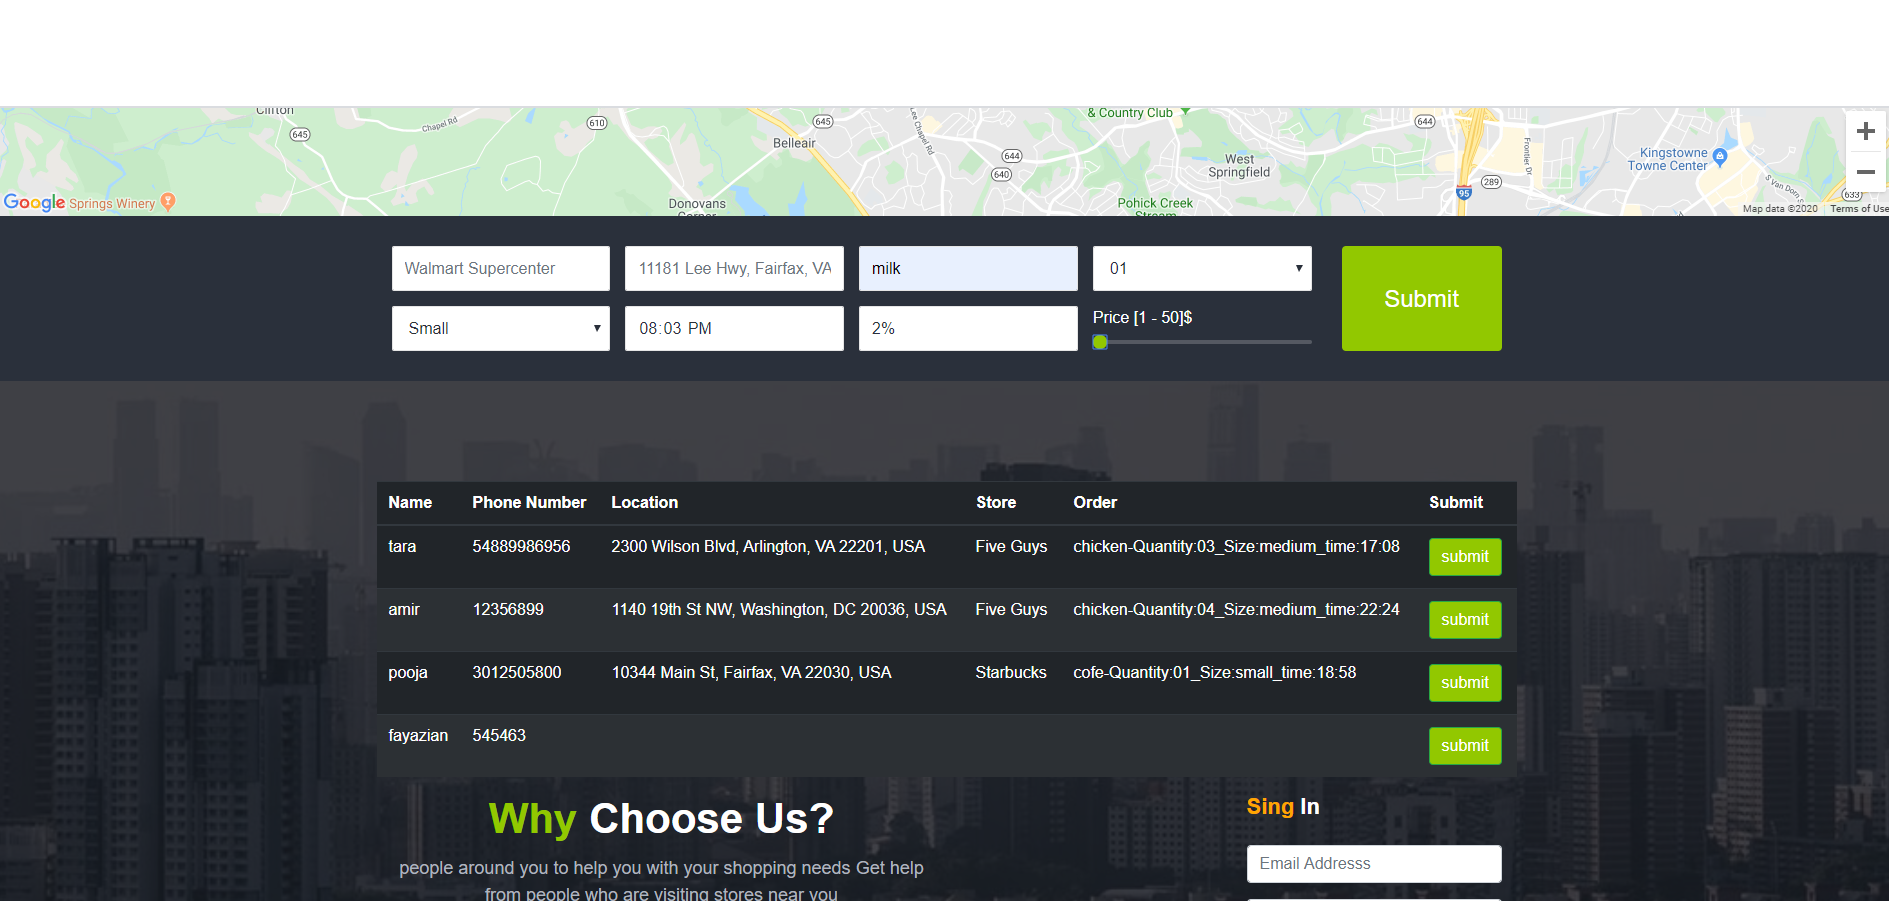 Clifton
645
Chapel Rd
610
645
Belleair
Lee Chapel Rd
& Country Club
644
640
West
Springfield
644
Frontier Dr
Kingstowne
Towne Center
289
95
S Van Dorn
633
+
−
Google
Springs Winery
Donovans
Corner
Pohick Creek
Stream
Map data ©2020
Terms of Use
Walmart Supercenter
11181 Lee Hwy, Fairfax, VA
milk
01
Submit
Small
08:03 PM
2%
Price [1 - 50]$
Name Phone Number Location Store Order Submit
tara 54889986956 2300 Wilson Blvd, Arlington, VA 22201, USA Five Guys chicken-Quantity:03_Size:medium_time:17:08 submit
amir 12356899 1140 19th St NW, Washington, DC 20036, USA Five Guys chicken-Quantity:04_Size:medium_time:22:24 submit
pooja 3012505800 10344 Main St, Fairfax, VA 22030, USA Starbucks cofe-Quantity:01_Size:small_time:18:58 submit
fayazian 545463 submit
Why Choose Us?
people around you to help you with your shopping needs Get help
from people who are visiting stores near you
Sing In
Email Addresss